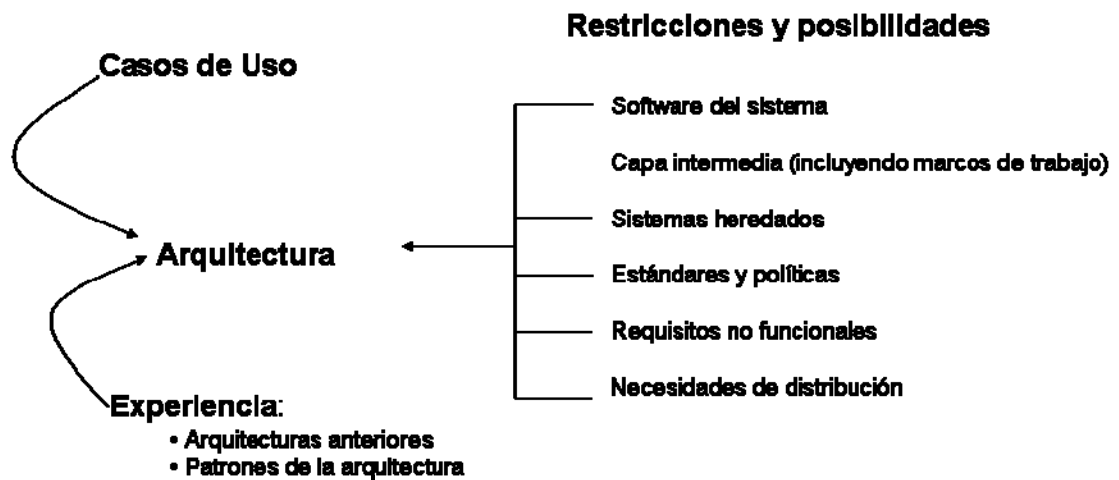 Restricciones y posibilidades
Casos de Uso
Software del sistema
Capa intermedia (incluyendo marcos de trabajo)
Sistemas heredados
Arquitectura
Estándares y políticas
Requisitos no funcionales
Necesidades de distribución
Experiencia:
• Arquitecturas anteriores
• Patrones de la arquitectura